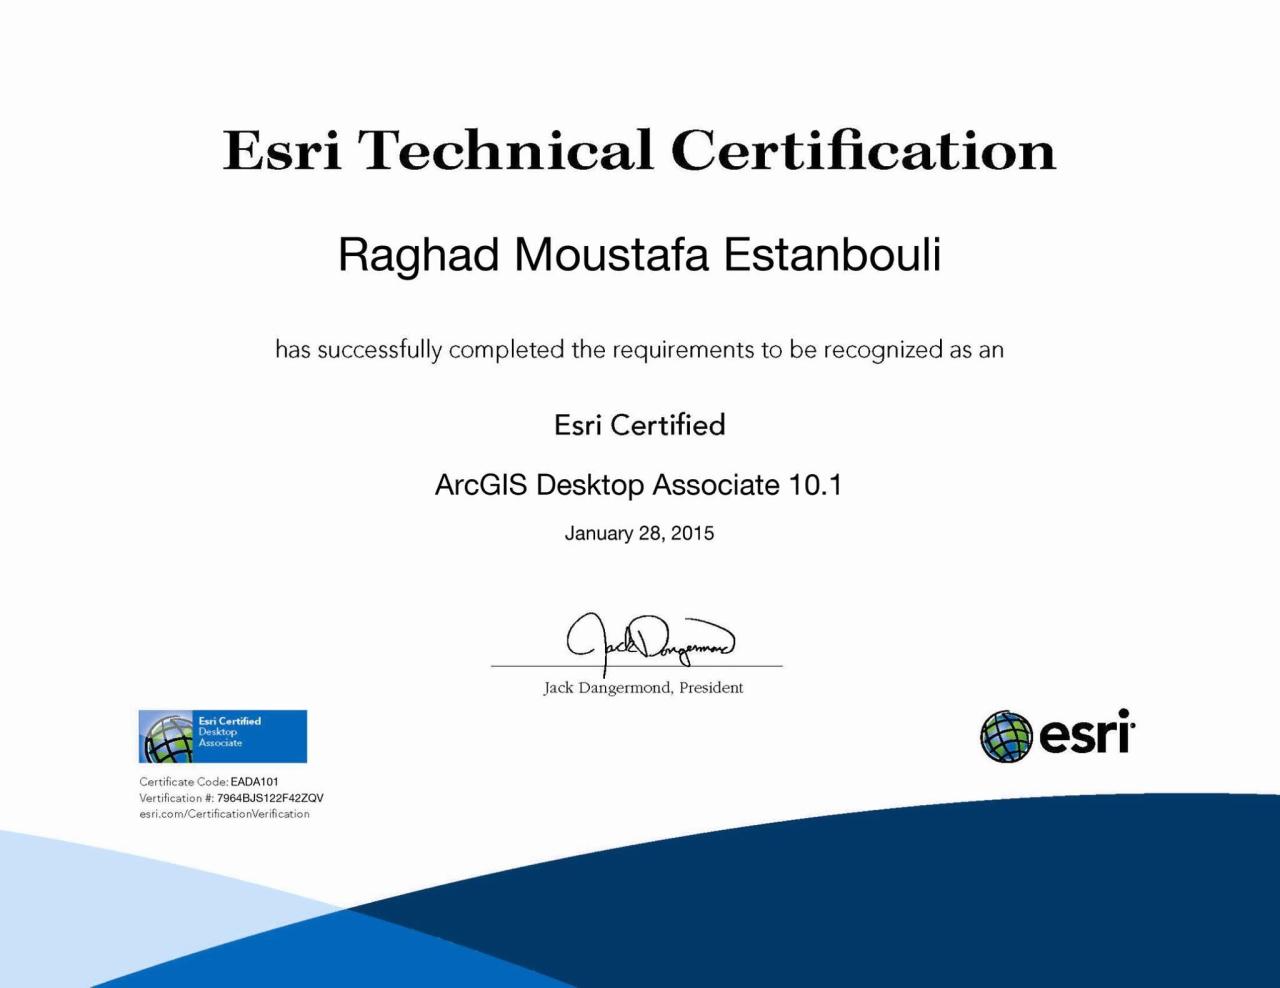 Esri Technical Certification
Raghad Moustafa Estanbouli
has successfully completed the requirements to be recognized as an
Esri Certified
ArcGIS Desktop Associate 10.1
January 28, 2015
Jack Dangermond
Jack Dangermond, President
Esri Certified
Desktop
Associate
esri
Certificate Code: EADA101
Vertification #: 7964BJS122F42ZQV
esri.com/CertificationVerification